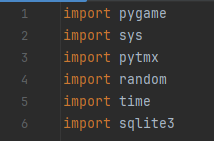 1 import pygame
2 import sys
3 import pytmx
4 import random
5 import time
6 import sqlite3